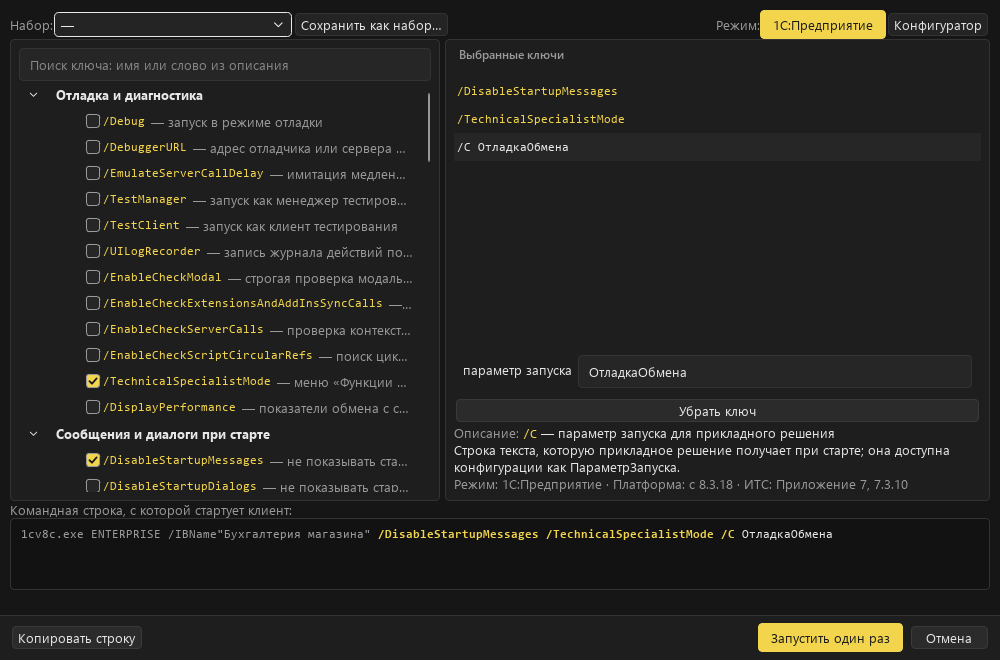 Набор: — Сохранить как набор... Режим: 1С:Предприятие Конфигуратор
Поиск ключа: имя или слово из описания
Отладка и диагностика
/Debug — запуск в режиме отладки
/DebuggerURL — адрес отладчика или сервера ...
/EmulateServerCallDelay — имитация медлен...
/TestManager — запуск как менеджер тестиров...
/TestClient — запуск как клиент тестирования
/UILogRecorder — запись журнала действий по...
/EnableCheckModal — строгая проверка модаль...
/EnableCheckExtensionsAndAddInsSyncCalls —...
/EnableCheckServerCalls — проверка контекст...
/EnableCheckScriptCircularRefs — поиск цик...
/TechnicalSpecialistMode — меню «Функции ...
/DisplayPerformance — показатели обмена с с...
Сообщения и диалоги при старте
/DisableStartupMessages — не показывать ста...
/DisableStartupDialogs — не показывать стар...
Выбранные ключи
/DisableStartupMessages
/TechnicalSpecialistMode
/C ОтладкаОбмена
параметр запуска ОтладкаОбмена
Убрать ключ
Описание: /C — параметр запуска для прикладного решения
Строка текста, которую прикладное решение получает при старте; она доступна
конфигурации как ПараметрЗапуска.
Режим: 1С:Предприятие · Платформа: с 8.3.18 · ИТС: Приложение 7, 7.3.10
Командная строка, с которой стартует клиент:
1cv8c.exe ENTERPRISE /IBName"Бухгалтерия магазина" /DisableStartupMessages /TechnicalSpecialistMode /C ОтладкаОбмена
Копировать строку Запустить один раз Отмена